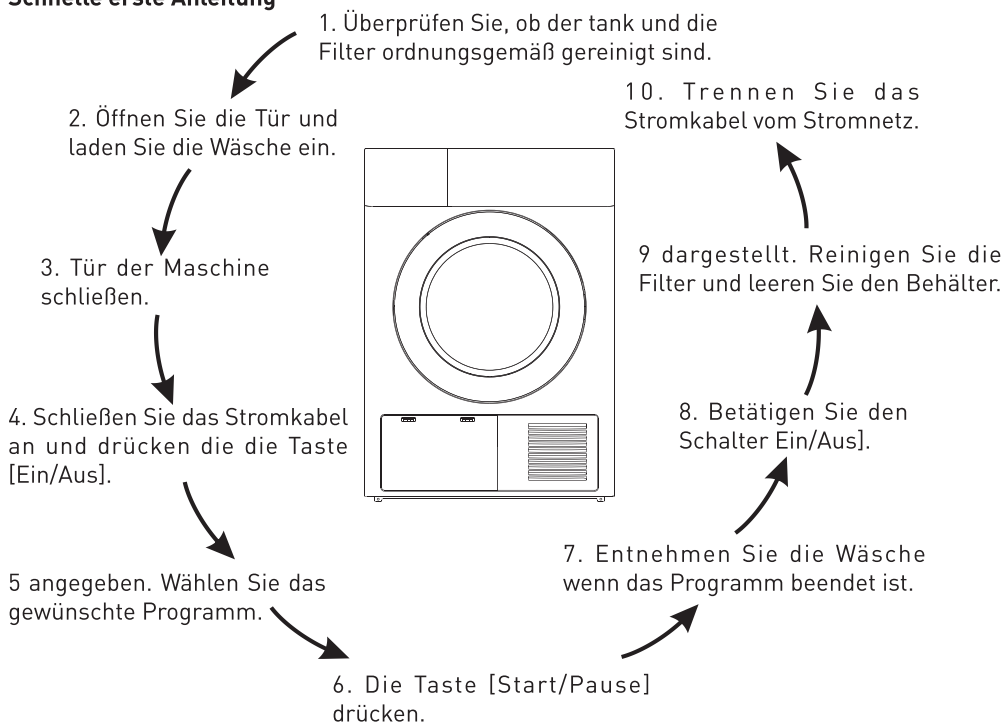 Schnelle erste Anleitung
1. Überprüfen Sie, ob der tank und die
Filter ordnungsgemäß gereinigt sind.
2. Öffnen Sie die Tür und
laden Sie die Wäsche ein.
3. Tür der Maschine
schließen.
4. Schließen Sie das Stromkabel
an und drücken die die Taste
[Ein/Aus].
5 angegeben. Wählen Sie das
gewünschte Programm.
6. Die Taste [Start/Pause]
drücken.
7. Entnehmen Sie die Wäsche
wenn das Programm beendet ist.
8. Betätigen Sie den
Schalter Ein/Aus].
9 dargestellt. Reinigen Sie die
Filter und leeren Sie den Behälter.
10. Trennen Sie das
Stromkabel vom Stromnetz.